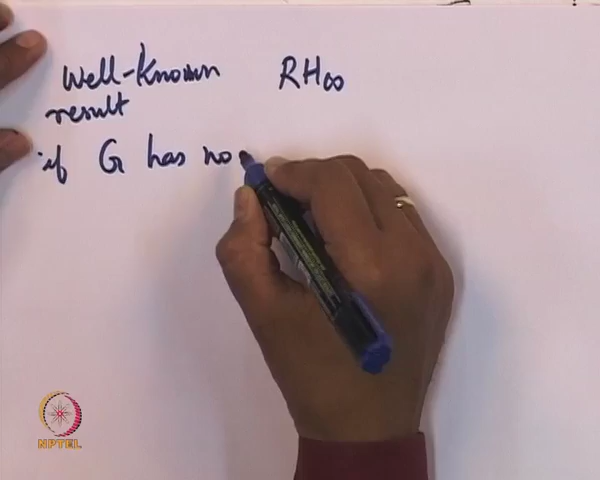 Well-Known RH∞
result
if G has no
NPTEL